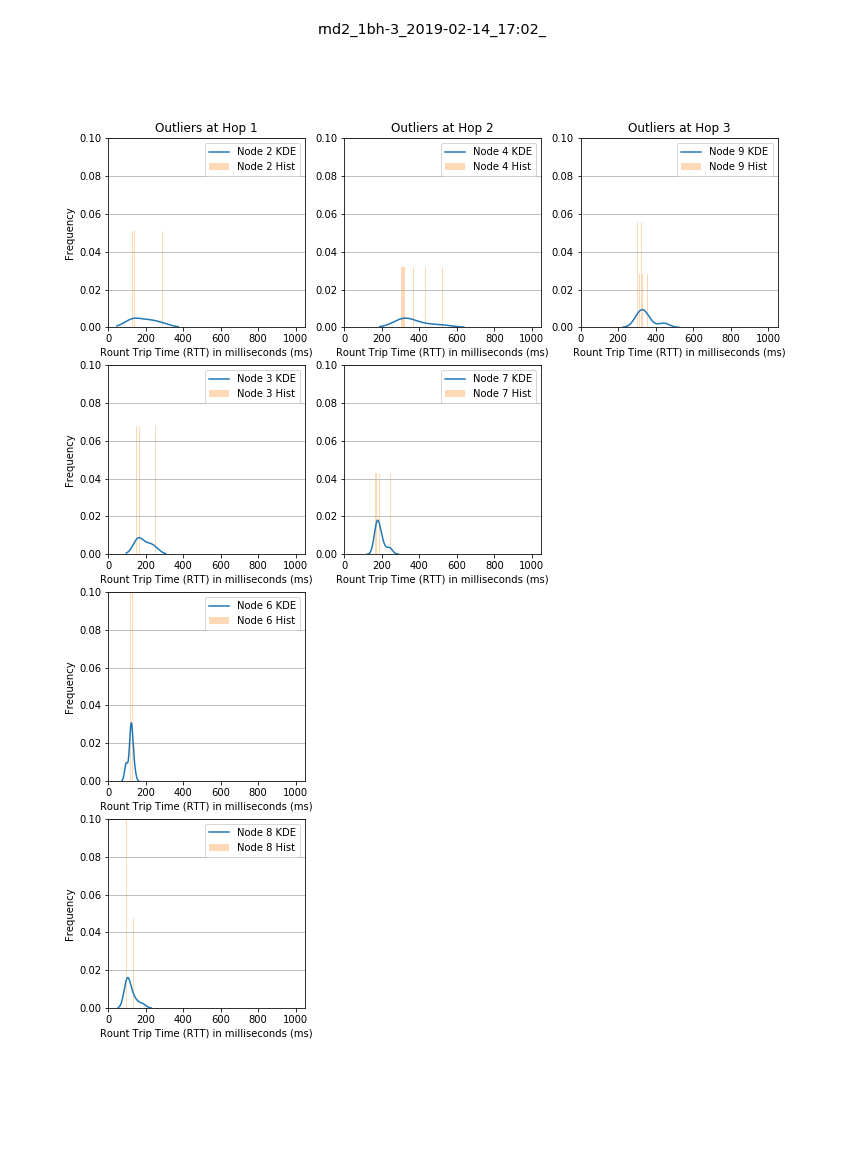 rnd2_1bh-3_2019-02-14_17:02_
Outliers at Hop 1
0.10
0.08
0.06
0.04
0.02
0.00
Frequency
Node 2 KDE
Node 2 Hist
0 200 400 600 800 1000
Rount Trip Time (RTT) in milliseconds (ms)
Outliers at Hop 2
0.10
0.08
0.06
0.04
0.02
0.00
Node 4 KDE
Node 4 Hist
0 200 400 600 800 1000
Rount Trip Time (RTT) in milliseconds (ms)
Outliers at Hop 3
0.10
0.08
0.06
0.04
0.02
0.00
Node 9 KDE
Node 9 Hist
200 400 600 800 1000
Rount Trip Time (RTT) in milliseconds (ms)
0.10
0.08
0.06
0.04
0.02
0.00
Frequency
Node 3 KDE
Node 3 Hist
0 200 400 600 800 1000
Rount Trip Time (RTT) in milliseconds (ms)
0.10
0.08
0.06
0.04
0.02
0.00
Node 7 KDE
Node 7 Hist
0 200 400 600 800 1000
Rount Trip Time (RTT) in milliseconds (ms)
0.10
0.08
0.06
0.04
0.02
0.00
Frequency
Node 6 KDE
Node 6 Hist
0 200 400 600 800 1000
Rount Trip Time (RTT) in milliseconds (ms)
0.10
0.08
0.06
0.04
0.02
0.00
Frequency
Node 8 KDE
Node 8 Hist
0 200 400 600 800 1000
Rount Trip Time (RTT) in milliseconds (ms)